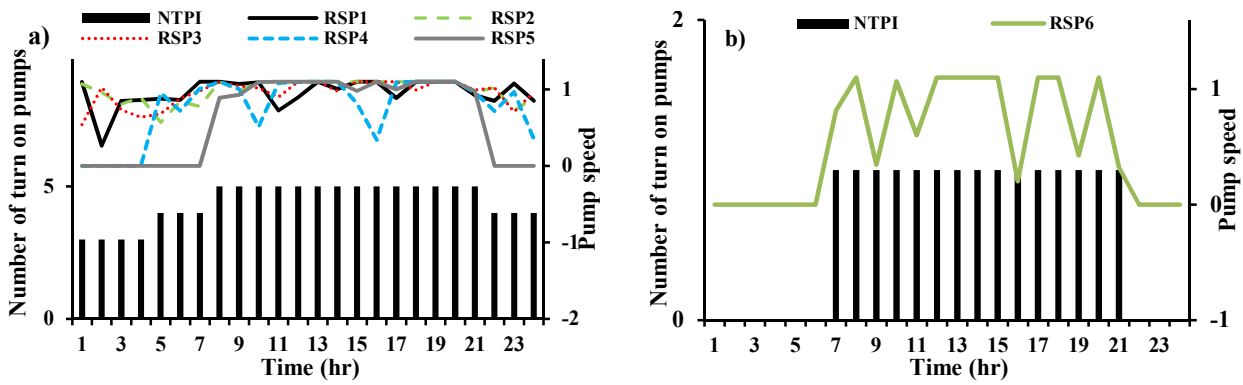 a)
NTPI RSP1 RSP2
RSP3 RSP4 RSP5
Number of turn on pumps
5
0
1
0
-1
-2
Pump speed
1 3 5 7 9 11 13 15 17 19 21 23
Time (hr)
b)
NTPI RSP6
Number of turn on pumps
2
0
1
0
-1
Pump speed
1 3 5 7 9 11 13 15 17 19 21 23
Time (hr)